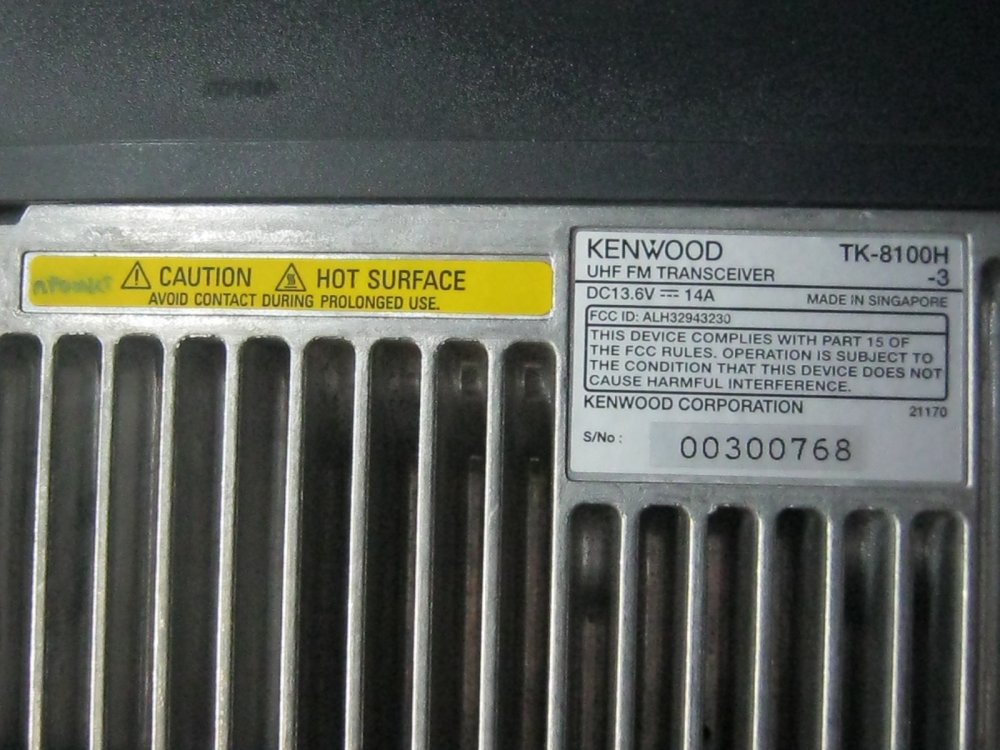 CAUTION HOT SURFACE
AVOID CONTACT DURING PROLONGED USE.
KENWOOD TK-8100H
UHF FM TRANSCEIVER -3
DC13.6V ⎓ 14A MADE IN SINGAPORE
FCC ID: ALH32943230
THIS DEVICE COMPLIES WITH PART 15 OF
THE FCC RULES. OPERATION IS SUBJECT TO
THE CONDITION THAT THIS DEVICE DOES NOT
CAUSE HARMFUL INTERFERENCE.
KENWOOD CORPORATION 21170
S/No : 00300768